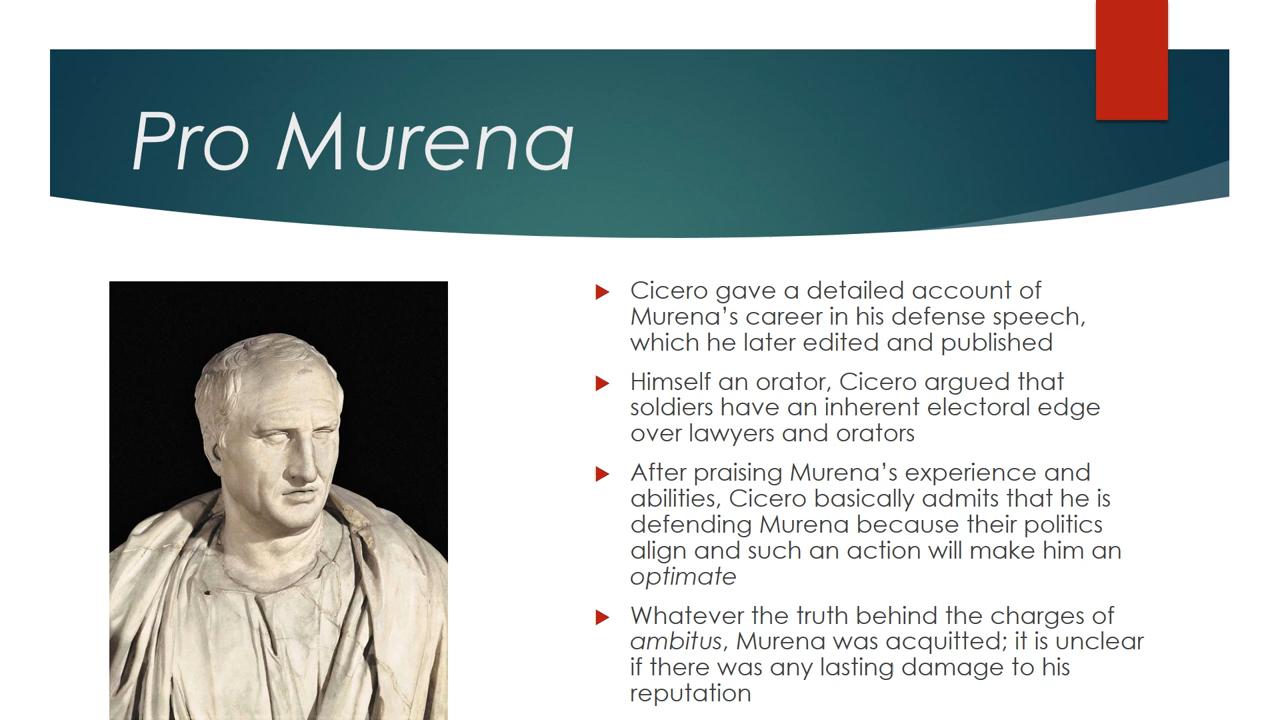 Pro Murena
Cicero gave a detailed account of
Murena’s career in his defense speech,
which he later edited and published
Himself an orator, Cicero argued that
soldiers have an inherent electoral edge
over lawyers and orators
After praising Murena’s experience and
abilities, Cicero basically admits that he is
defending Murena because their politics
align and such an action will make him an
optimate
Whatever the truth behind the charges of
ambitus, Murena was acquitted; it is unclear
if there was any lasting damage to his
reputation